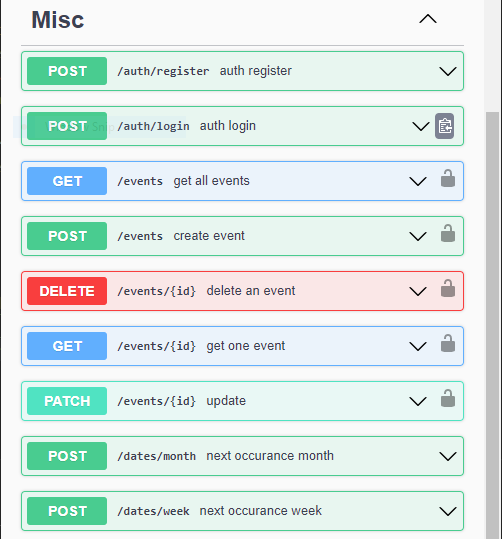 Misc
POST /auth/register auth register
POST /auth/login auth login
GET /events get all events
POST /events create event
DELETE /events/{id} delete an event
GET /events/{id} get one event
PATCH /events/{id} update
POST /dates/month next occurance month
POST /dates/week next occurance week